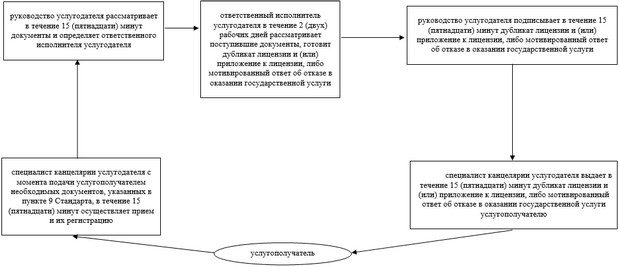 руководство услугодателя рассматривает
в течение 15 (пятнадцати) минут
документы и определяет ответственного
исполнителя услугодателя
ответственный исполнитель
услугодателя в течение 2 (двух)
рабочих дней рассматривает
поступившие документы, готовит
дубликат лицензии и (или)
приложение к лицензии, либо
мотивированный ответ об отказе в
оказании государственной услуги
руководство услугодателя подписывает в течение 15
(пятнадцати) минут дубликат лицензии и (или)
приложение к лицензии, либо мотивированный ответ
об отказе в оказании государственной услуги
специалист канцелярии услугодателя с
момента подачи услугополучателем
необходимых документов, указанных в
пункте 9 Стандарта, в течение 15
(пятнадцати) минут осуществляет прием
и их регистрацию
специалист канцелярии услугодателя выдает в
течение 15 (пятнадцати) минут дубликат лицензии и
(или) приложение к лицензии, либо мотивированный
ответ об отказе в оказании государственной услуги
услугополучателю
услугополучатель